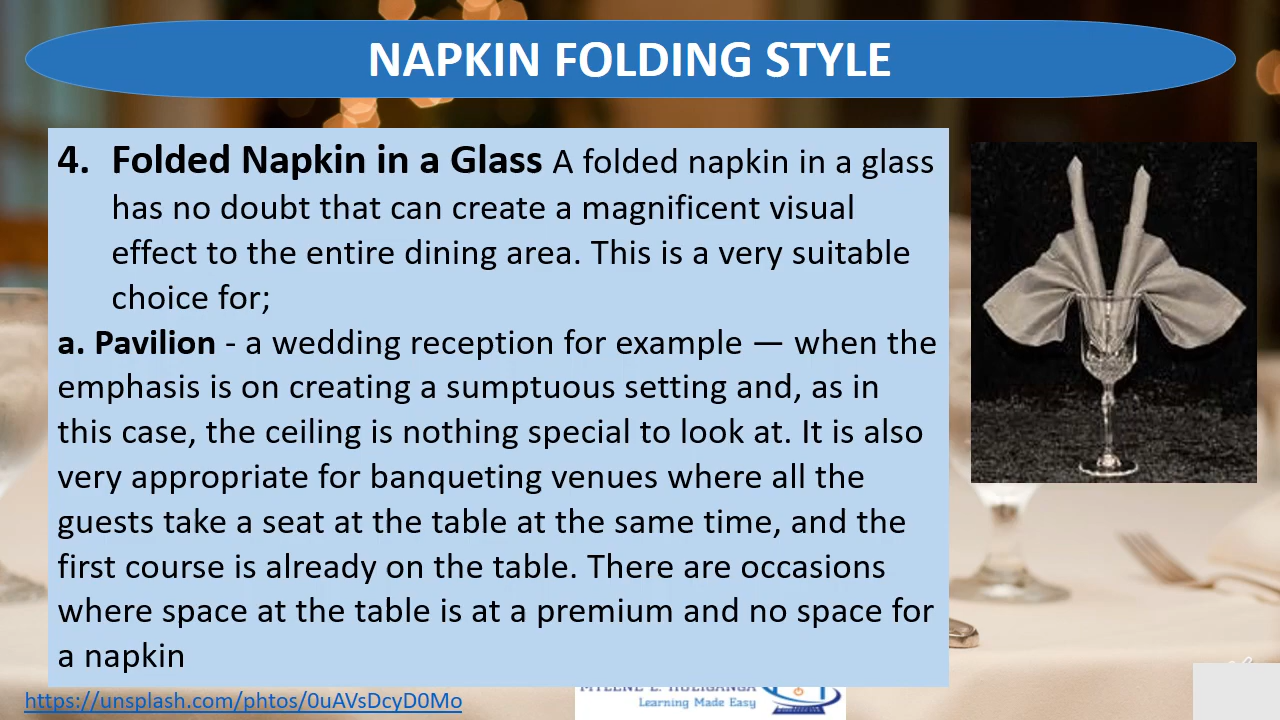 NAPKIN FOLDING STYLE
4. Folded Napkin in a Glass A folded napkin in a glass
has no doubt that can create a magnificent visual
effect to the entire dining area. This is a very suitable
choice for;
a. Pavilion - a wedding reception for example — when the
emphasis is on creating a sumptuous setting and, as in
this case, the ceiling is nothing special to look at. It is also
very appropriate for banqueting venues where all the
guests take a seat at the table at the same time, and the
first course is already on the table. There are occasions
where space at the table is at a premium and no space for
a napkin
https://unsplash.com/phtos/0uAVsDcyD0Mo
Learning Made Easy